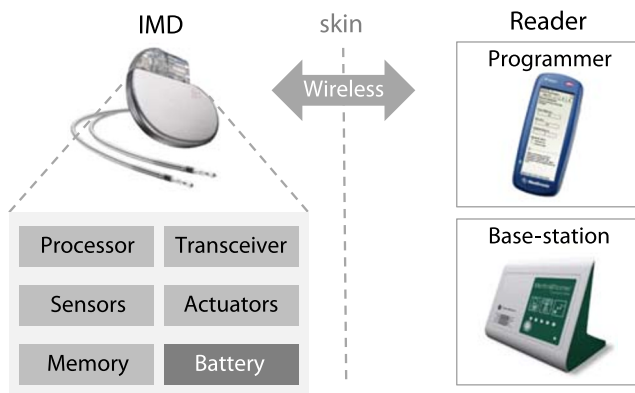 IMD
skin
Reader
Wireless
Programmer
Processor
Transceiver
Sensors
Actuators
Memory
Battery
Base-station